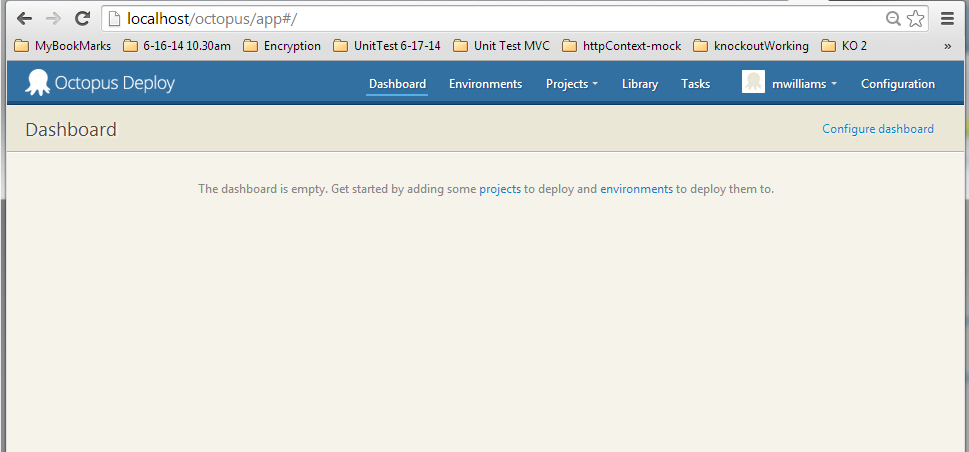 localhost/octopus/app#/
MyBookMarks 6-16-14 10.30am Encryption UnitTest 6-17-14 Unit Test MVC httpContext-mock knockoutWorking KO 2 »
Octopus Deploy Dashboard Environments Projects Library Tasks mwilliams Configuration
Dashboard Configure dashboard
The dashboard is empty. Get started by adding some projects to deploy and environments to deploy them to.